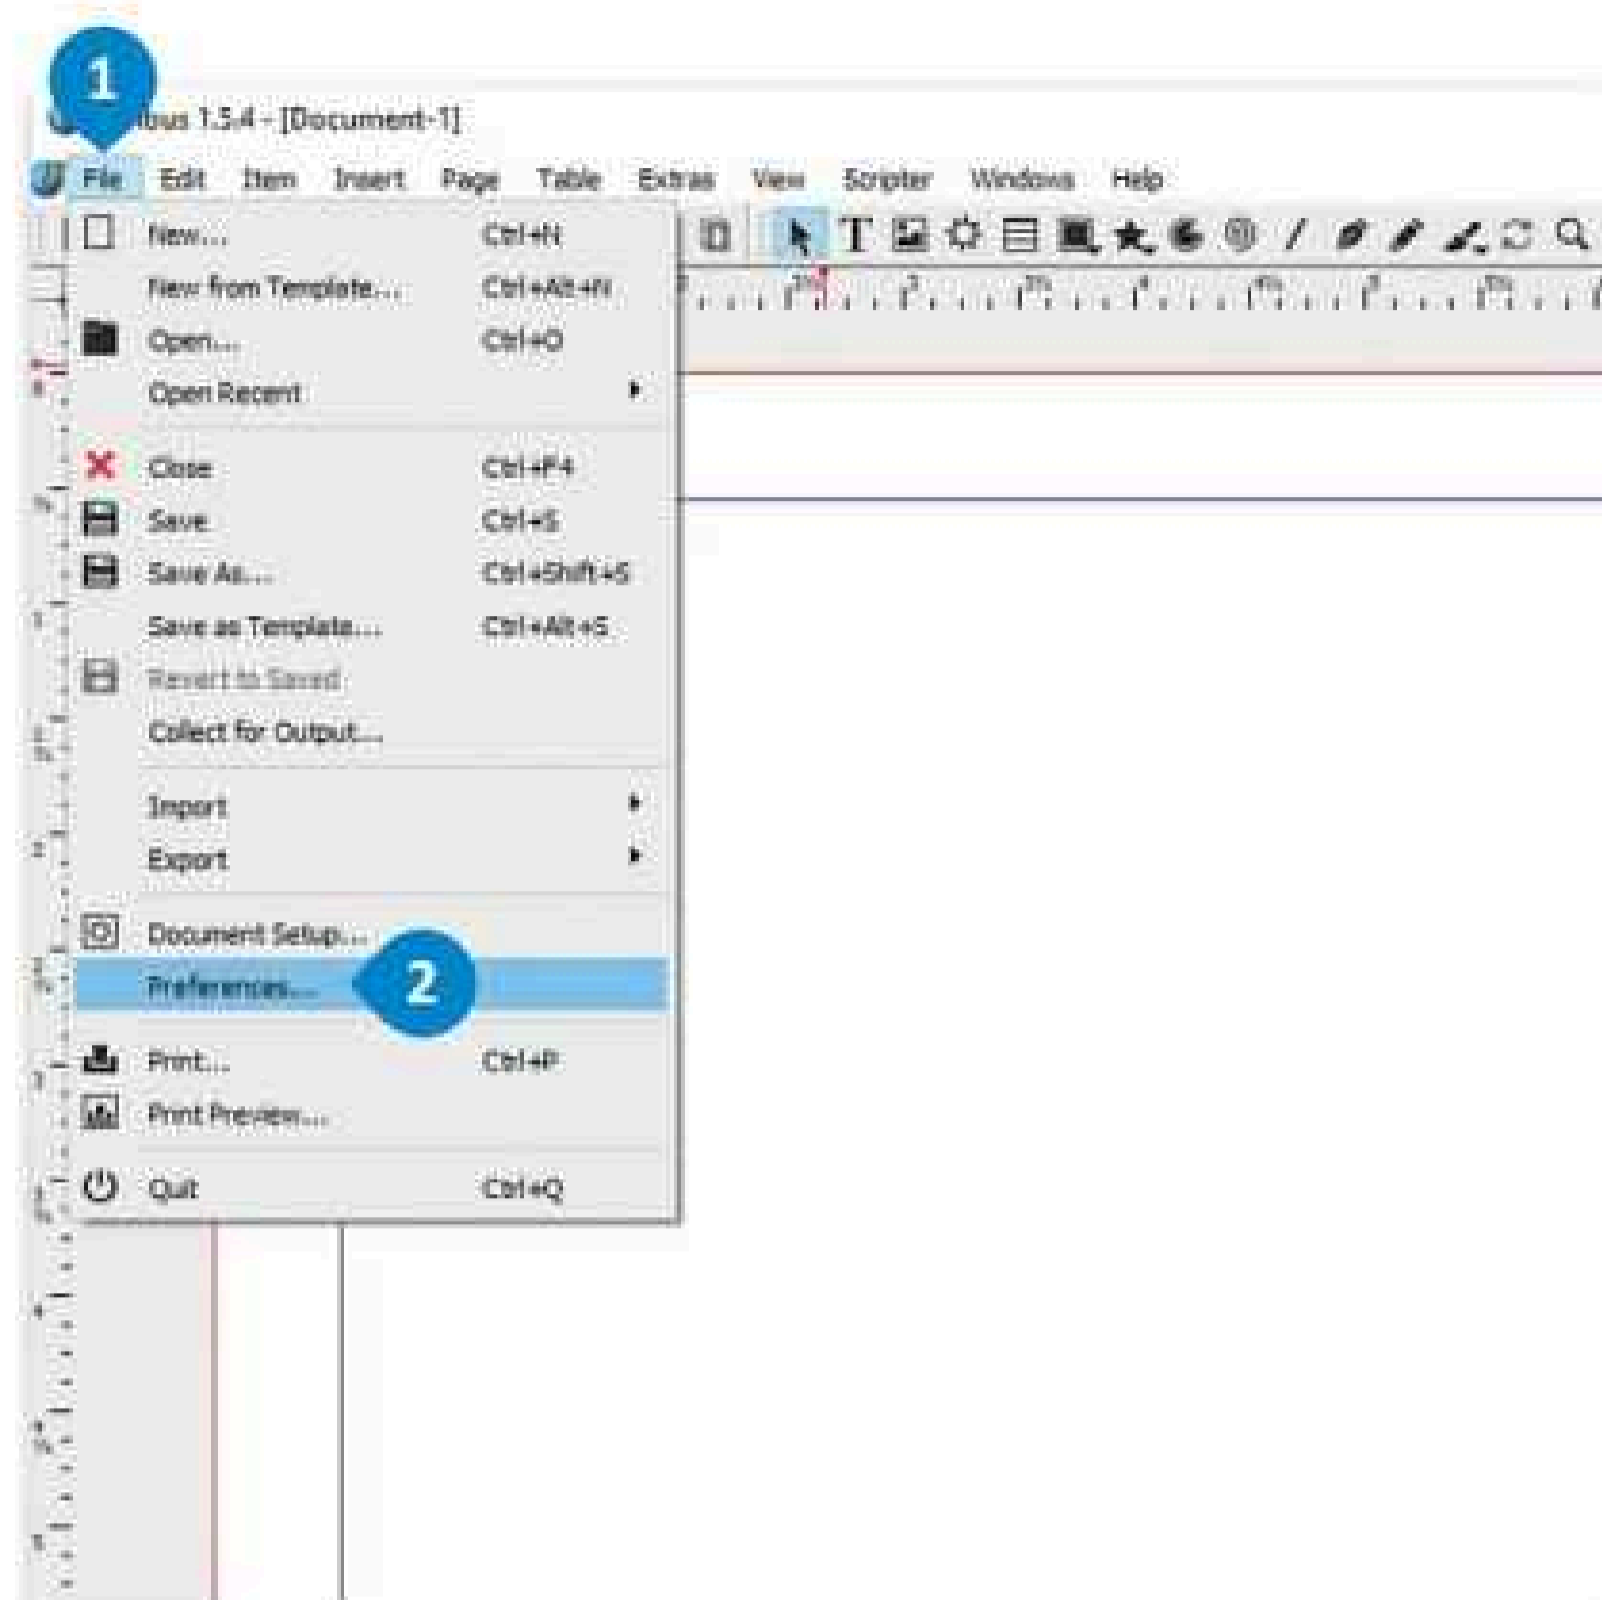 1
1.5.4 - [Document-1]
File Edit Item Insert Page Table Extras View Scripter Windows Help
New... Ctrl+N
New from Template... Ctrl+Alt+N
Open... Ctrl+O
Open Recent
Close Ctrl+F4
Save Ctrl+S
Save As... Ctrl+Shift+S
Save as Template... Ctrl+Alt+S
Revert to Saved
Collect for Output...
Import
Export
Document Setup...
Preferences... 2
Print... Ctrl+P
Print Preview...
Quit Ctrl+Q